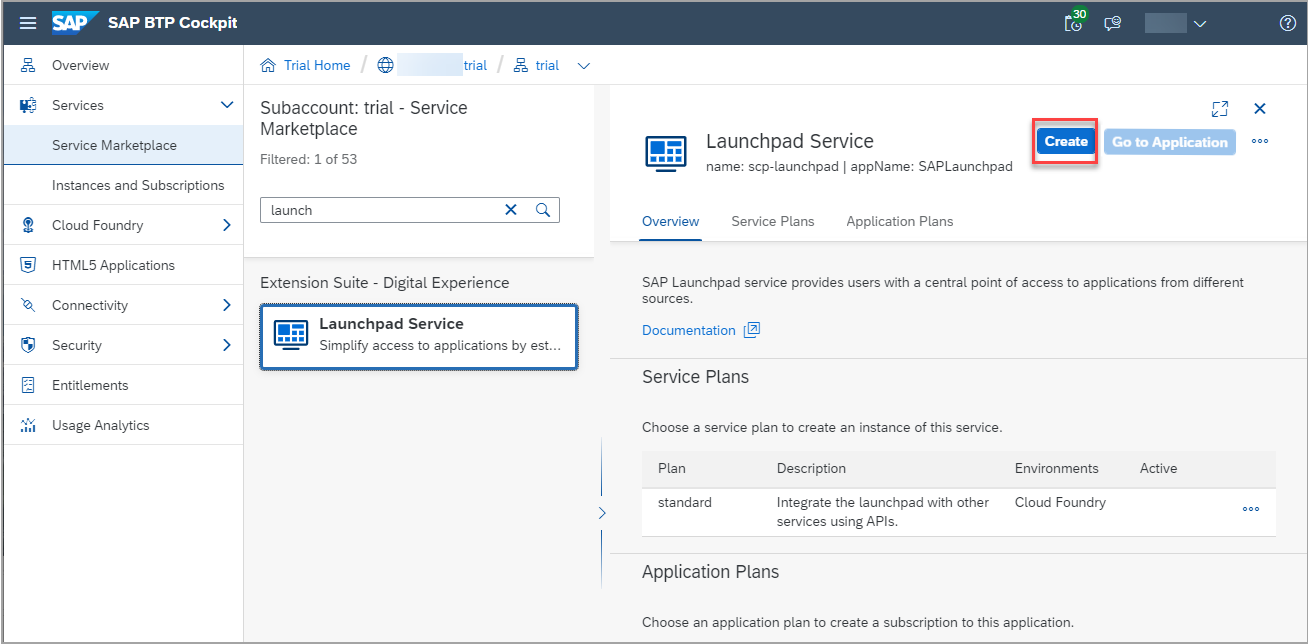 SAP SAP BTP Cockpit
30
Overview
Services
Service Marketplace
Instances and Subscriptions
Cloud Foundry
HTML5 Applications
Connectivity
Security
Entitlements
Usage Analytics
Trial Home / trial / trial
Subaccount: trial - Service
Marketplace
Filtered: 1 of 53
launch
Extension Suite - Digital Experience
Launchpad Service
Simplify access to applications by est...
Launchpad Service
name: scp-launchpad | appName: SAPLaunchpad
Create
Go to Application
Overview Service Plans Application Plans
SAP Launchpad service provides users with a central point of access to applications from different
sources.
Documentation
Service Plans
Choose a service plan to create an instance of this service.
Plan Description Environments Active
standard Integrate the launchpad with other Cloud Foundry
services using APIs.
Application Plans
Choose an application plan to create a subscription to this application.